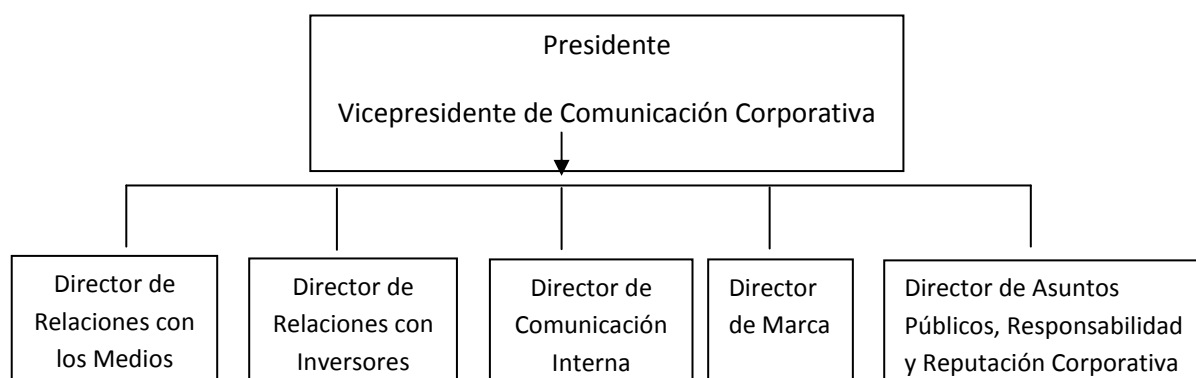 Presidente
Vicepresidente de Comunicación Corporativa
Director de
Relaciones con
los Medios
Director de
Relaciones con
Inversores
Director de
Comunicación
Interna
Director
de Marca
Director de Asuntos
Públicos, Responsabilidad
y Reputación Corporativa